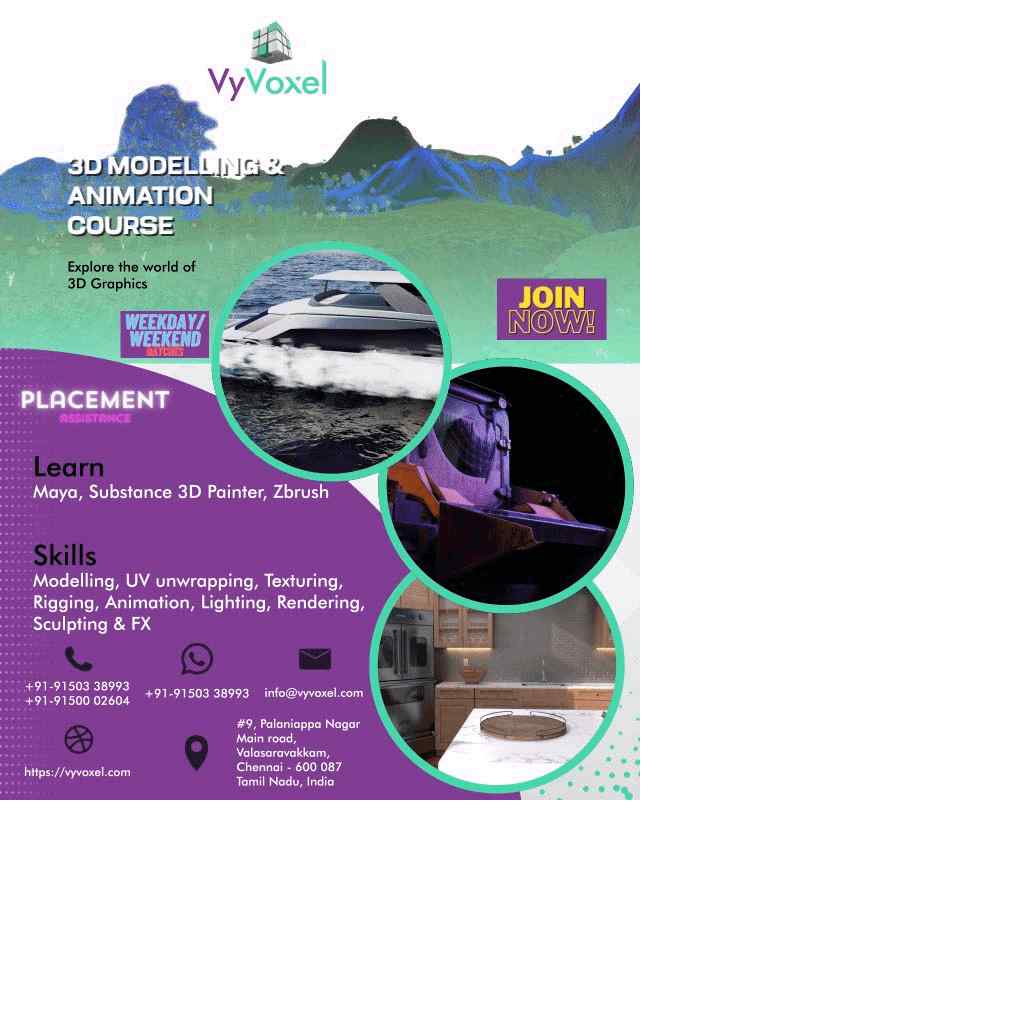 VyVoxel
3D MODELLING &
ANIMATION
COURSE
Explore the world of
3D Graphics
JOIN
NOW!
WEEKDAY/
WEEKEND
BATCHES
PLACEMENT
ASSISTANCE
Learn
Maya, Substance 3D Painter, Zbrush
Skills
Modelling, UV unwrapping, Texturing,
Rigging, Animation, Lighting, Rendering,
Sculpting & FX
+91-91503 38993
+91-91500 02604
+91-91503 38993
info@vyvoxel.com
https://vyvoxel.com
#9, Palaniappa Nagar
Main road,
Valasaravakkam,
Chennai - 600 087
Tamil Nadu, India